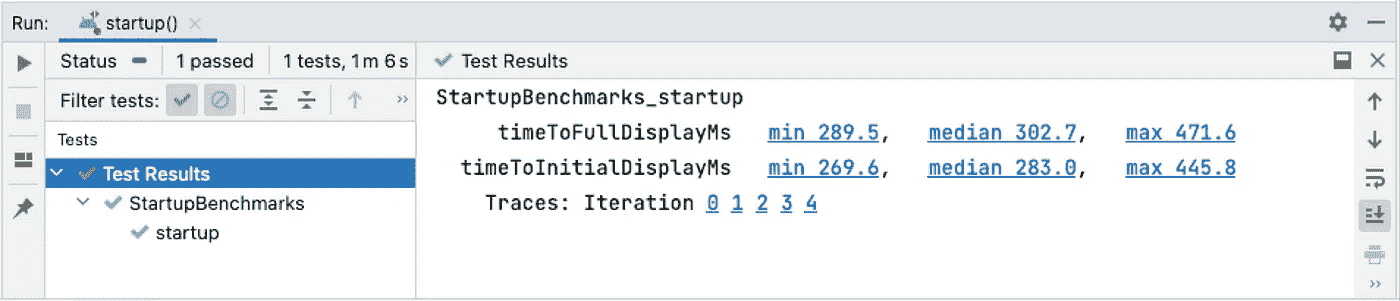 Run: startup()
Status 1 passed 1 tests, 1m 6s Test Results
Filter tests: »
StartupBenchmarks_startup
Tests
timeToFullDisplayMs min 289.5, median 302.7, max 471.6
Test Results
timeToInitialDisplayMs min 269.6, median 283.0, max 445.8
StartupBenchmarks
Traces: Iteration 0 1 2 3 4
startup
»